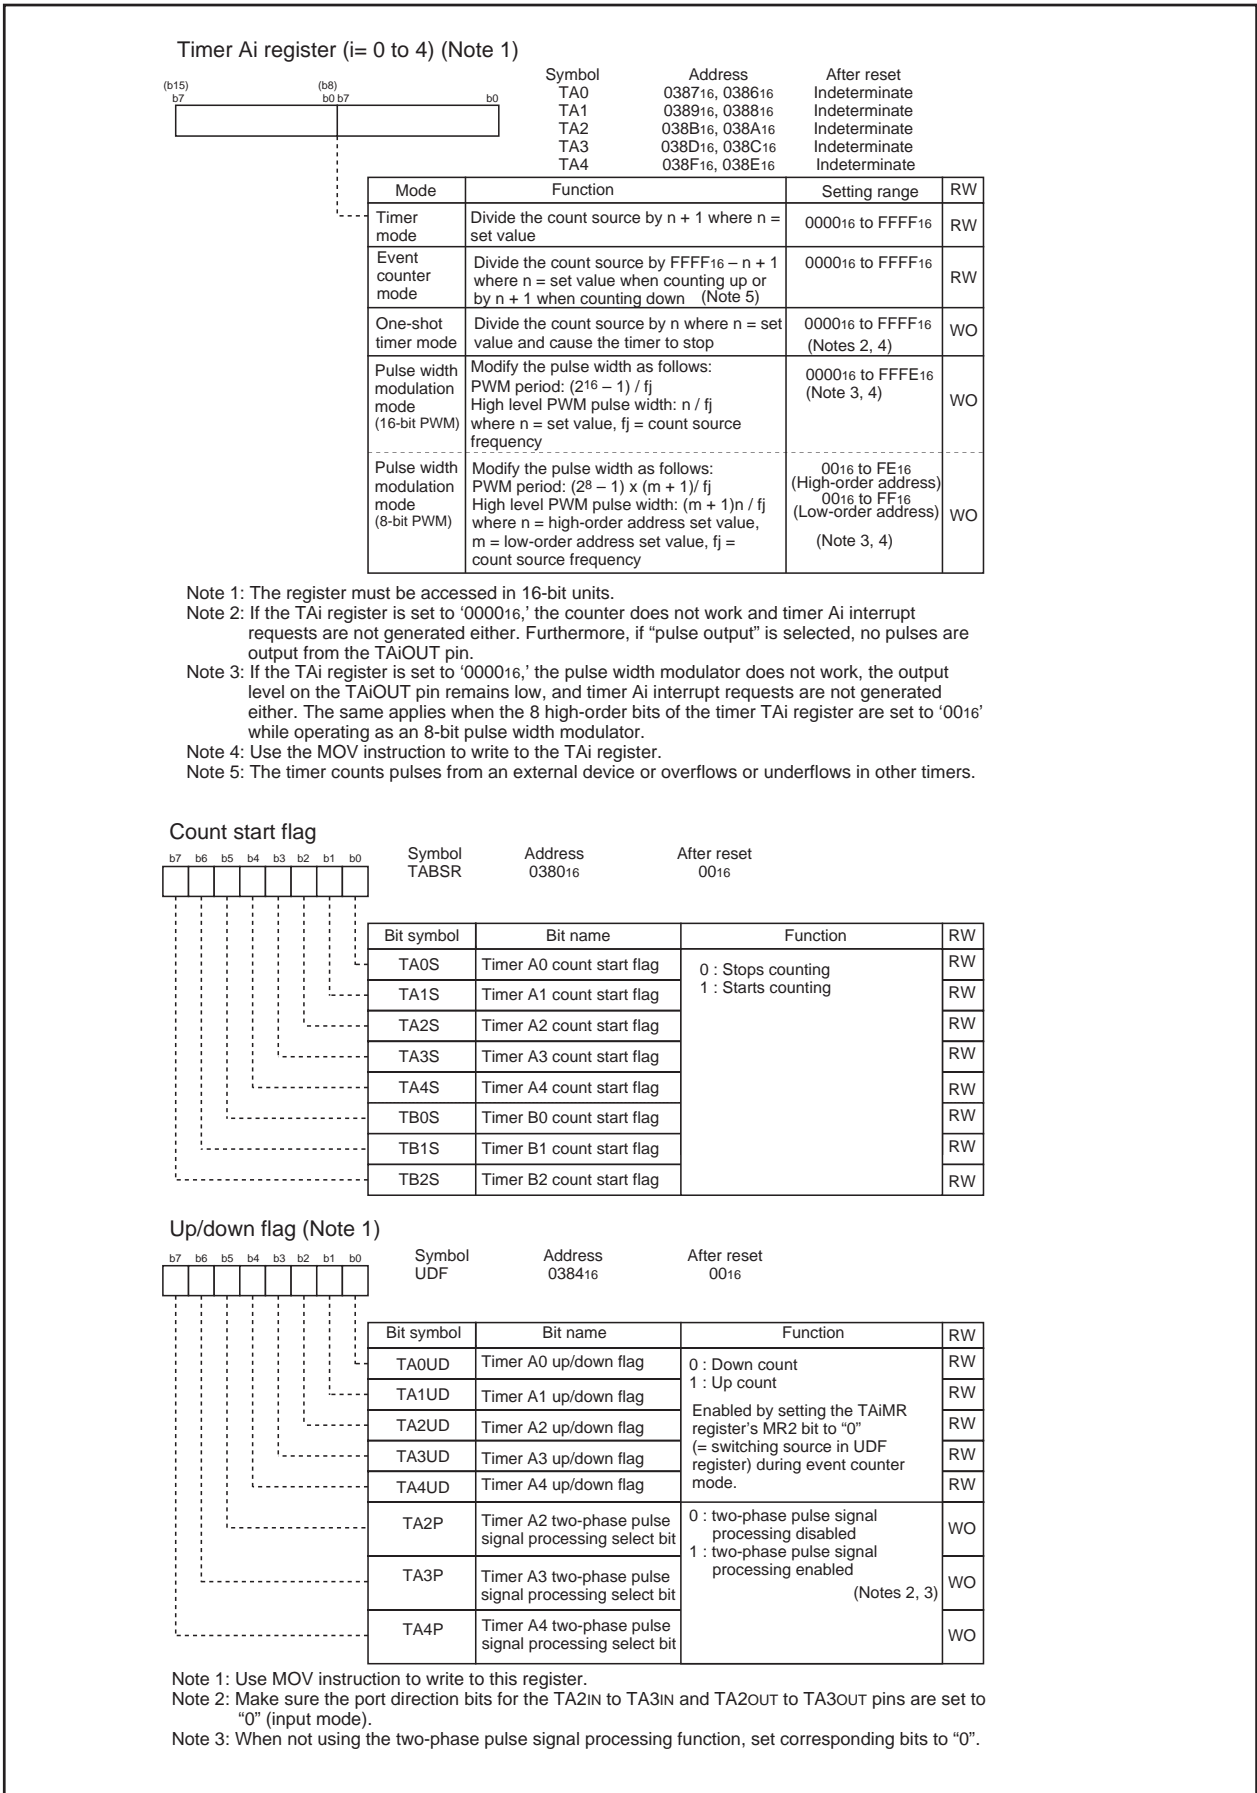 Timer Ai register (i= 0 to 4) (Note 1)
Symbol Address After reset
(b15) (b8)
b7 b0 b7 b0
TA0 038716, 038616 Indeterminate
TA1 038916, 038816 Indeterminate
TA2 038B16, 038A16 Indeterminate
TA3 038D16, 038C16 Indeterminate
TA4 038F16, 038E16 Indeterminate
Mode Function Setting range RW
Timer mode
Divide the count source by n + 1 where n =
set value
000016 to FFFF16 RW
Event
counter
mode
Divide the count source by FFFF16 – n + 1
where n = set value when counting up or
by n + 1 when counting down (Note 5)
000016 to FFFF16
RW
One-shot
timer mode
Divide the count source by n where n = set
value and cause the timer to stop
000016 to FFFF16
(Notes 2, 4)
WO
Pulse width
modulation
mode
(16-bit PWM)
Modify the pulse width as follows:
PWM period: (216 – 1) / fj
High level PWM pulse width: n / fj
where n = set value, fj = count source
frequency
000016 to FFFE16
(Note 3, 4)
WO
Pulse width
modulation
mode
(8-bit PWM)
Modify the pulse width as follows:
PWM period: (28 – 1) x (m + 1)/ fj
High level PWM pulse width: (m + 1)n / fj
where n = high-order address set value,
m = low-order address set value, fj =
count source frequency
0016 to FE16
(High-order address)
0016 to FF16
(Low-order address)
(Note 3, 4)
WO
Note 1: The register must be accessed in 16-bit units.
Note 2: If the TAi register is set to ‘000016,’ the counter does not work and timer Ai interrupt
requests are not generated either. Furthermore, if “pulse output” is selected, no pulses are
output from the TAiOUT pin.
Note 3: If the TAi register is set to ‘000016,’ the pulse width modulator does not work, the output
level on the TAiOUT pin remains low, and timer Ai interrupt requests are not generated
either. The same applies when the 8 high-order bits of the timer TAi register are set to ‘0016’
while operating as an 8-bit pulse width modulator.
Note 4: Use the MOV instruction to write to the TAi register.
Note 5: The timer counts pulses from an external device or overflows or underflows in other timers.
Count start flag
b7 b6 b5 b4 b3 b2 b1 b0
Symbol Address After reset
TABSR 038016 0016
Bit symbol Bit name Function RW
TA0S Timer A0 count start flag RW
0 : Stops counting
1 : Starts counting
TA1S Timer A1 count start flag RW
TA2S Timer A2 count start flag RW
TA3S Timer A3 count start flag RW
TA4S Timer A4 count start flag RW
TB0S Timer B0 count start flag RW
TB1S Timer B1 count start flag RW
TB2S Timer B2 count start flag RW
Up/down flag (Note 1)
b7 b6 b5 b4 b3 b2 b1 b0
Symbol Address After reset
UDF 038416 0016
Bit symbol Bit name Function RW
TA0UD Timer A0 up/down flag RW
TA1UD Timer A1 up/down flag RW
TA2UD Timer A2 up/down flag RW
TA3UD Timer A3 up/down flag RW
TA4UD Timer A4 up/down flag RW
0 : Down count
1 : Up count
Enabled by setting the TAiMR
register’s MR2 bit to “0”
(= switching source in UDF
register) during event counter
mode.
TA2P
Timer A2 two-phase pulse
signal processing select bit
WO
TA3P
Timer A3 two-phase pulse
signal processing select bit
WO
TA4P
Timer A4 two-phase pulse
signal processing select bit
WO
0 : two-phase pulse signal
processing disabled
1 : two-phase pulse signal
processing enabled
(Notes 2, 3)
Note 1: Use MOV instruction to write to this register.
Note 2: Make sure the port direction bits for the TA2IN to TA3IN and TA2OUT to TA3OUT pins are set to
“0” (input mode).
Note 3: When not using the two-phase pulse signal processing function, set corresponding bits to “0”.